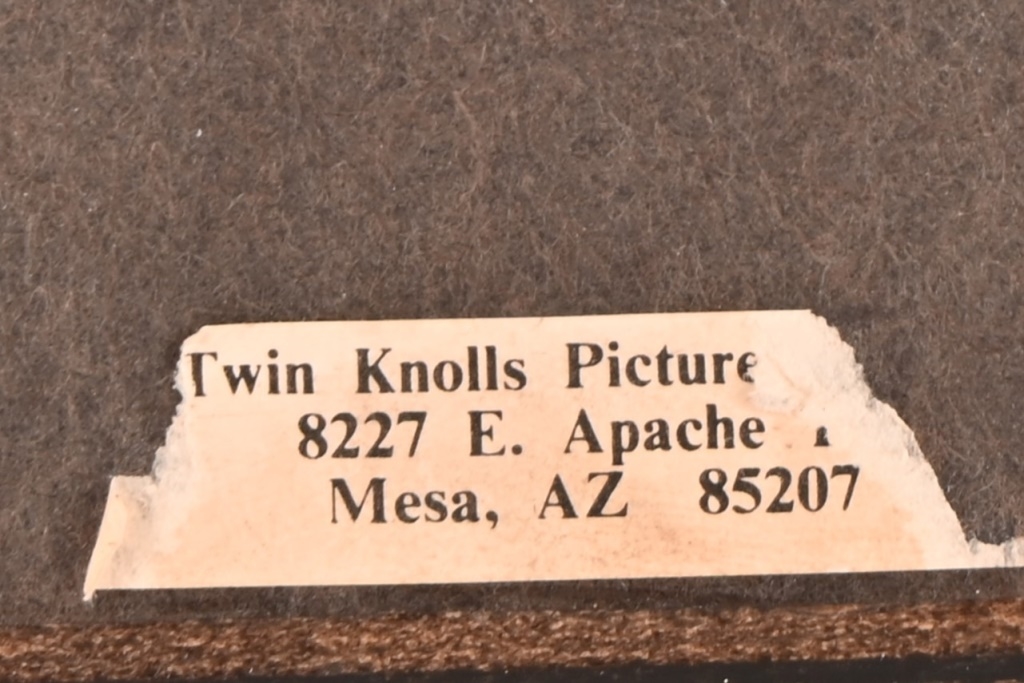 Twin Knolls Picture
8227 E. Apache
Mesa, AZ 85207